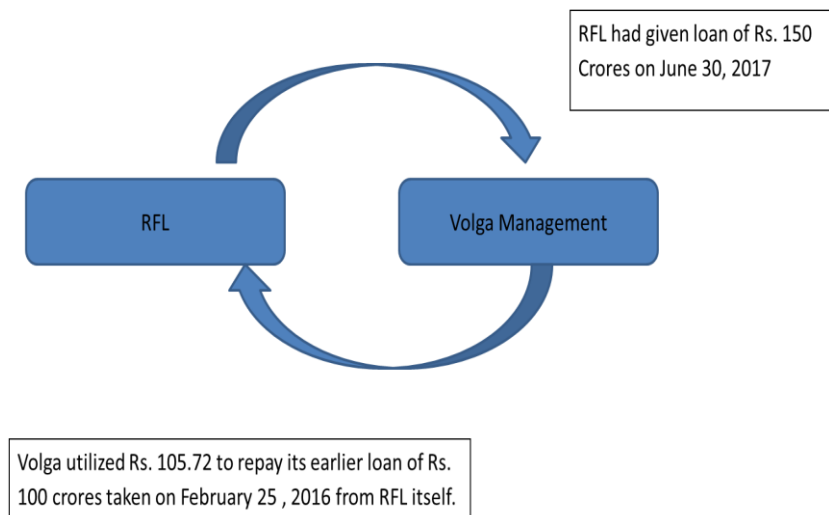 RFL had given loan of Rs. 150
Crores on June 30, 2017
RFL
Volga Management
Volga utilized Rs. 105.72 to repay its earlier loan of Rs.
100 crores taken on February 25 , 2016 from RFL itself.